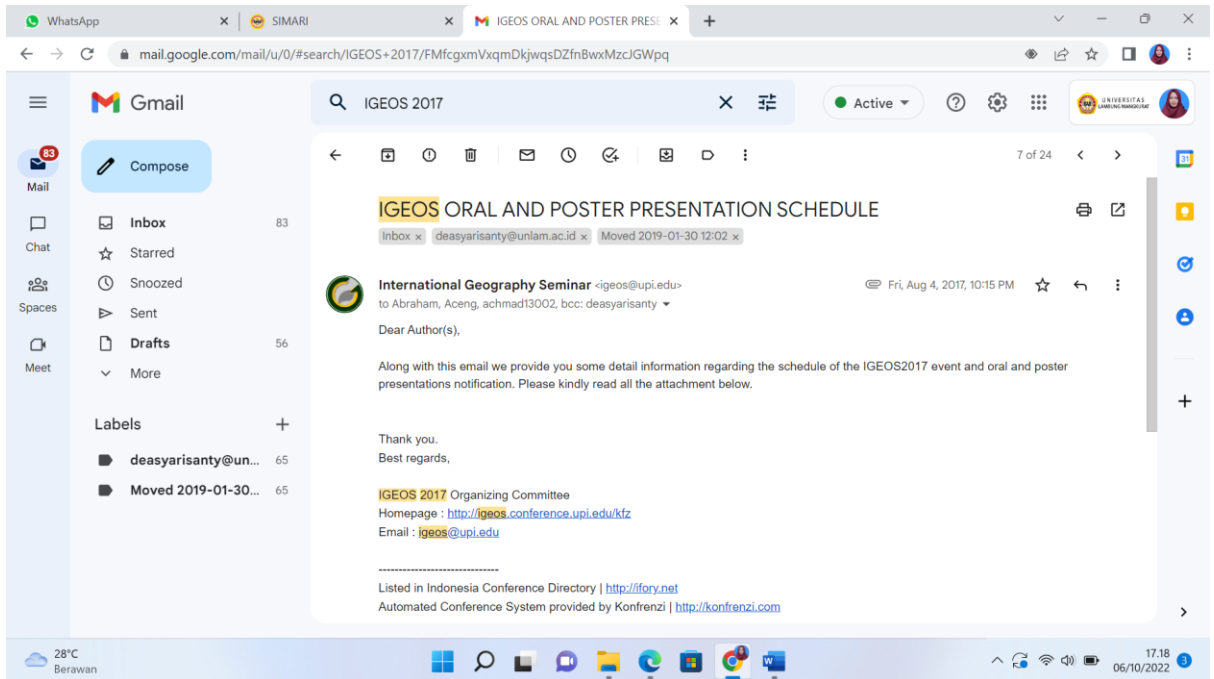 WhatsApp
SIMARI
IGEOS ORAL AND POSTER PRESE
mail.google.com/mail/u/0/#search/IGEOS+2017/FMfcgxmVxqmDkjwqsDZfnBwxMzcJGWpq
Gmail
IGEOS 2017
Active
UNIVERSITAS
LAMBUNG MANGKURAT
83
Mail
Compose
7 of 24
31
Chat
Spaces
Meet
Inbox 83
Starred
Snoozed
Sent
Drafts 56
More
Labels
deasyarisanty@un... 65
Moved 2019-01-30... 65
IGEOS ORAL AND POSTER PRESENTATION SCHEDULE
Inbox x deasyarisanty@unlam.ac.id x Moved 2019-01-30 12:02 x
International Geography Seminar <igeos@upi.edu> Fri, Aug 4, 2017, 10:15 PM
to Abraham, Aceng, achmad13002, bcc: deasyarisanty
Dear Author(s),
Along with this email we provide you some detail information regarding the schedule of the IGEOS2017 event and oral and poster
presentations notification. Please kindly read all the attachment below.
Thank you.
Best regards,
IGEOS 2017 Organizing Committee
Homepage : http://igeos.conference.upi.edu/kfz
Email : igeos@upi.edu
------------------------------
Listed in Indonesia Conference Directory | http://ifory.net
Automated Conference System provided by Konfrenzi | http://konfrenzi.com
28°C
Berawan
17.18
06/10/2022
3